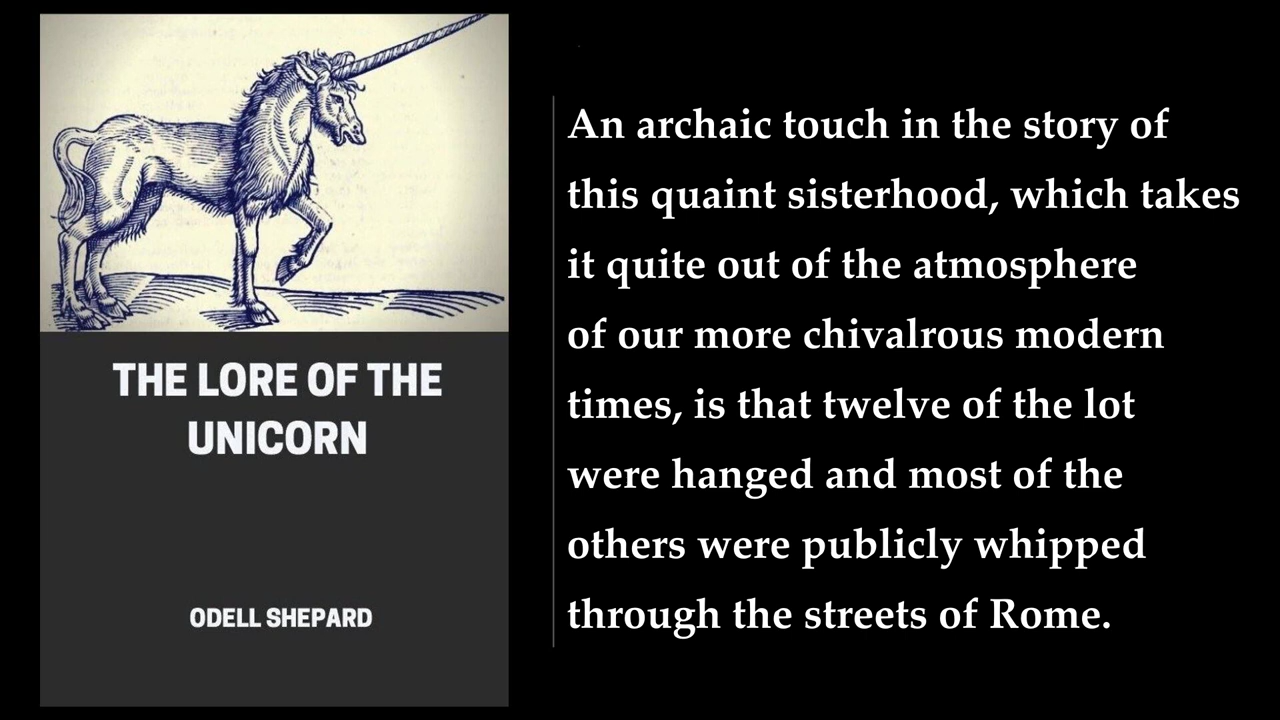 THE LORE OF THE
UNICORN
ODELL SHEPARD
An archaic touch in the story of
this quaint sisterhood, which takes
it quite out of the atmosphere
of our more chivalrous modern
times, is that twelve of the lot
were hanged and most of the
others were publicly whipped
through the streets of Rome.